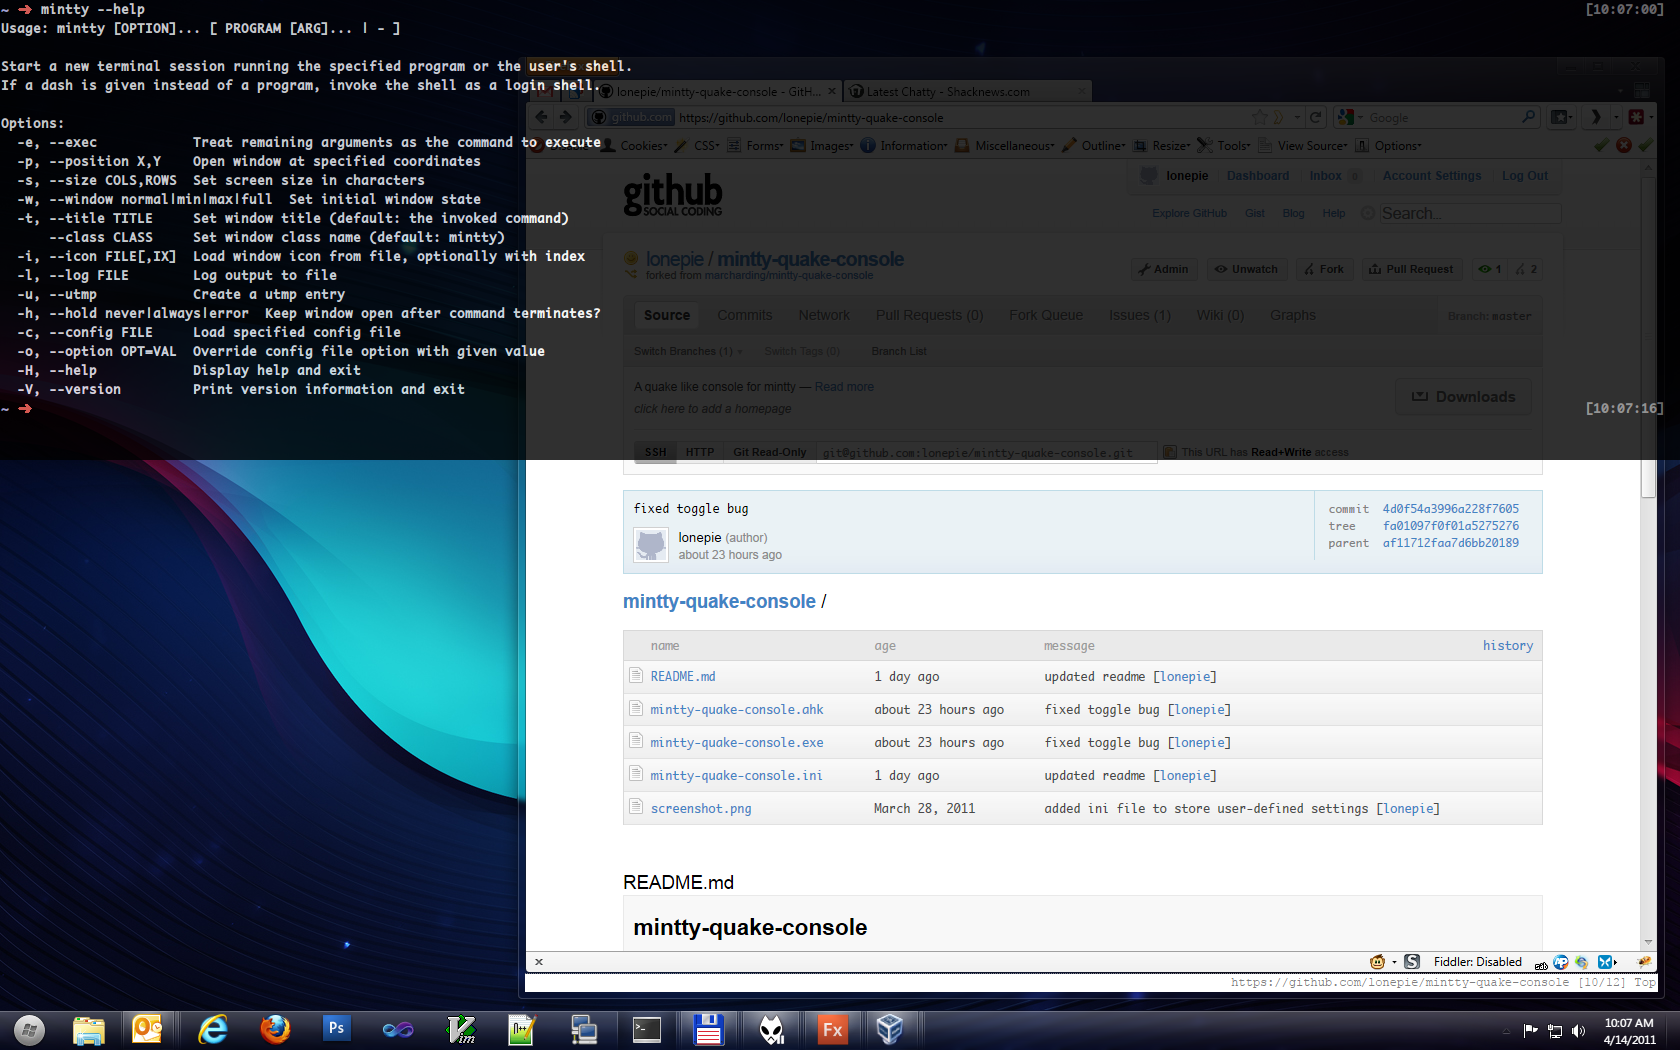 ~ ➜ mintty --help [10:07:00]
Usage: mintty [OPTION]... [ PROGRAM [ARG]... | - ]
Start a new terminal session running the specified program or the user's shell.
If a dash is given instead of a program, invoke the shell as a login shell.
Options:
-e, --exec Treat remaining arguments as the command to execute
-p, --position X,Y Open window at specified coordinates
-s, --size COLS,ROWS Set screen size in characters
-w, --window normal|min|max|full Set initial window state
-t, --title TITLE Set window title (default: the invoked command)
--class CLASS Set window class name (default: mintty)
-i, --icon FILE[,IX] Load window icon from file, optionally with index
-l, --log FILE Log output to file
-u, --utmp Create a utmp entry
-h, --hold never|always|error Keep window open after command terminates?
-c, --config FILE Load specified config file
-o, --option OPT=VAL Override config file option with given value
-H, --help Display help and exit
-V, --version Print version information and exit
~ ➜ [10:07:16]
lonepie/mintty-quake-console - GitH...
Latest Chatty - Shacknews.com
github.com https://github.com/lonepie/mintty-quake-console
Google
Cookies CSS Forms Images Information Miscellaneous Outline Resize Tools View Source Options
github
SOCIAL CODING
lonepie Dashboard Inbox 0 Account Settings Log Out
Explore GitHub Gist Blog Help Search...
lonepie / mintty-quake-console
forked from marcharding/mintty-quake-console
Admin Unwatch Fork Pull Request 1 2
Source Commits Network Pull Requests (0) Fork Queue Issues (1) Wiki (0) Graphs Branch: master
Switch Branches (1) Switch Tags (0) Branch List
A quake like console for mintty — Read more
click here to add a homepage
Downloads
SSH HTTP Git Read-Only git@github.com:lonepie/mintty-quake-console.git This URL has Read+Write access
fixed toggle bug
lonepie (author)
about 23 hours ago
commit 4d0f54a3996a228f7605
tree fa01097f0f01a5275276
parent af11712faa7d6bb20189
mintty-quake-console /
name age message history
README.md 1 day ago updated readme [lonepie]
mintty-quake-console.ahk about 23 hours ago fixed toggle bug [lonepie]
mintty-quake-console.exe about 23 hours ago fixed toggle bug [lonepie]
mintty-quake-console.ini 1 day ago updated readme [lonepie]
screenshot.png March 28, 2011 added ini file to store user-defined settings [lonepie]
README.md
mintty-quake-console
x
S Fiddler: Disabled
https://github.com/lonepie/mintty-quake-console [10/12] Top
Ps
Vim
N++
Fx
10:07 AM
4/14/2011